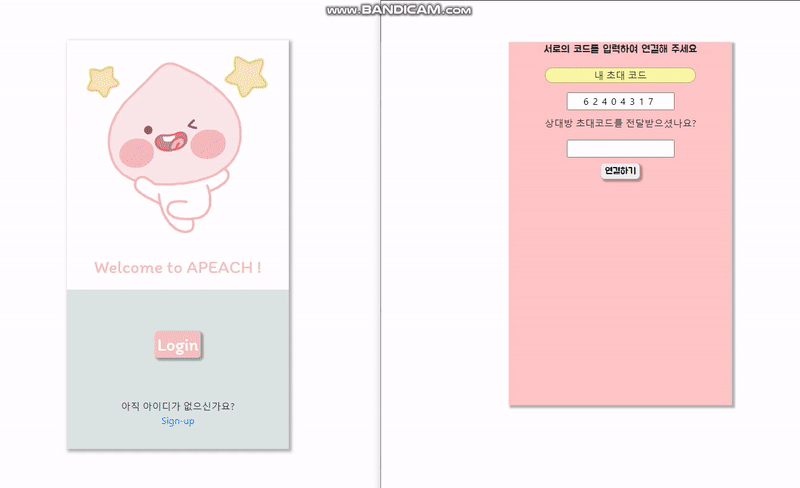 www.BANDICAM.com
Welcome to APEACH !
Login
아직 아이디가 없으신가요?
Sign-up
서로의 코드를 입력하여 연결해 주세요
내 초대 코드
62404317
상대방 초대코드를 전달받으셨나요?
연결하기